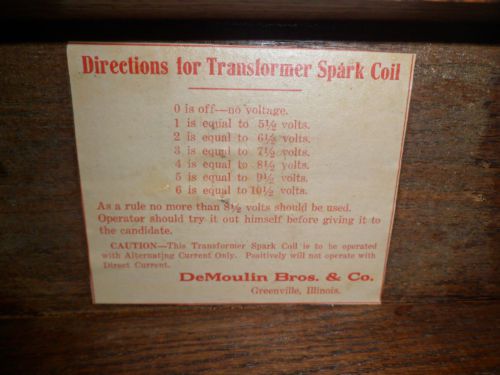 Directions for Transformer Spark Coil
0 is off—no voltage.
1 is equal to 5½ volts.
2 is equal to 6½ volts.
3 is equal to 7½ volts.
4 is equal to 8½ volts.
5 is equal to 9½ volts.
6 is equal to 10½ volts.
As a rule no more than 8½ volts should be used.
Operator should try it out himself before giving it to
the candidate.
CAUTION—This Transformer Spark Coil is to be operated
with Alternating Current Only. Positively will not operate with
Direct Current.
DeMoulin Bros. & Co.
Greenville, Illinois.